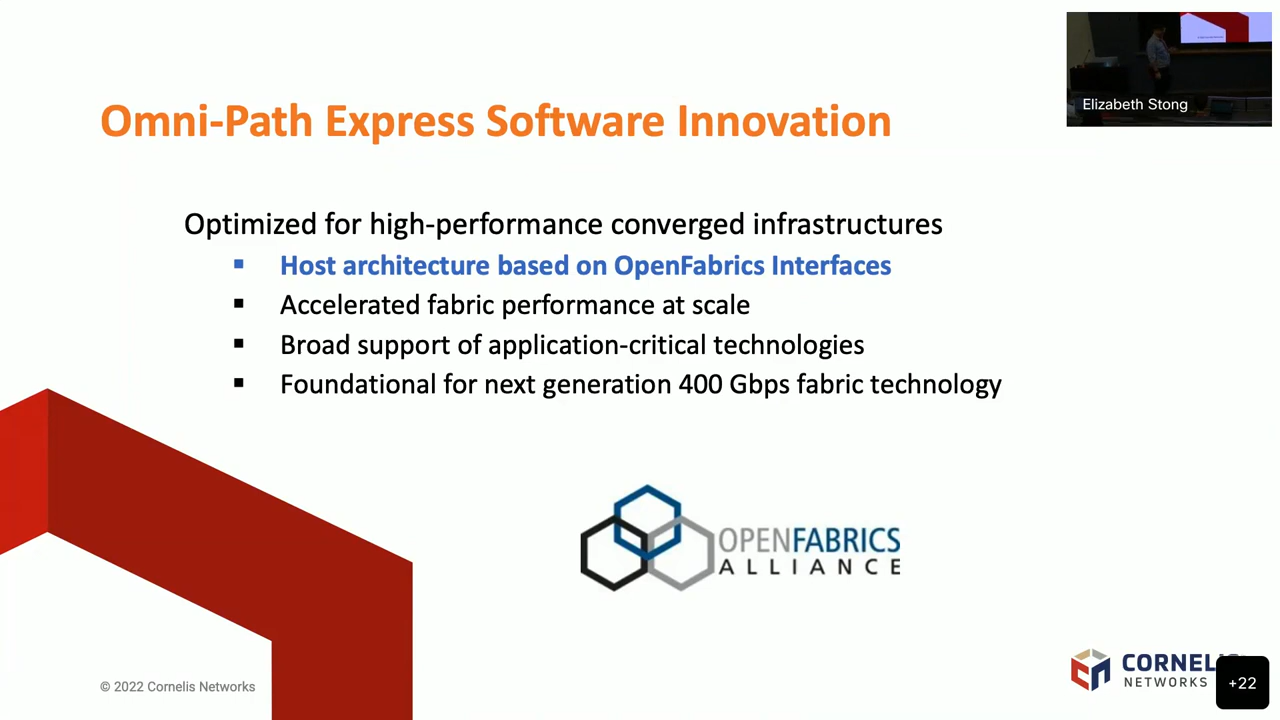 Elizabeth Stong
Omni-Path Express Software Innovation
Optimized for high-performance converged infrastructures
Host architecture based on OpenFabrics Interfaces
Accelerated fabric performance at scale
Broad support of application-critical technologies
Foundational for next generation 400 Gbps fabric technology
OPENFABRICS
ALLIANCE
© 2022 Cornelis Networks
CORNELIS
NETWORKS
+22